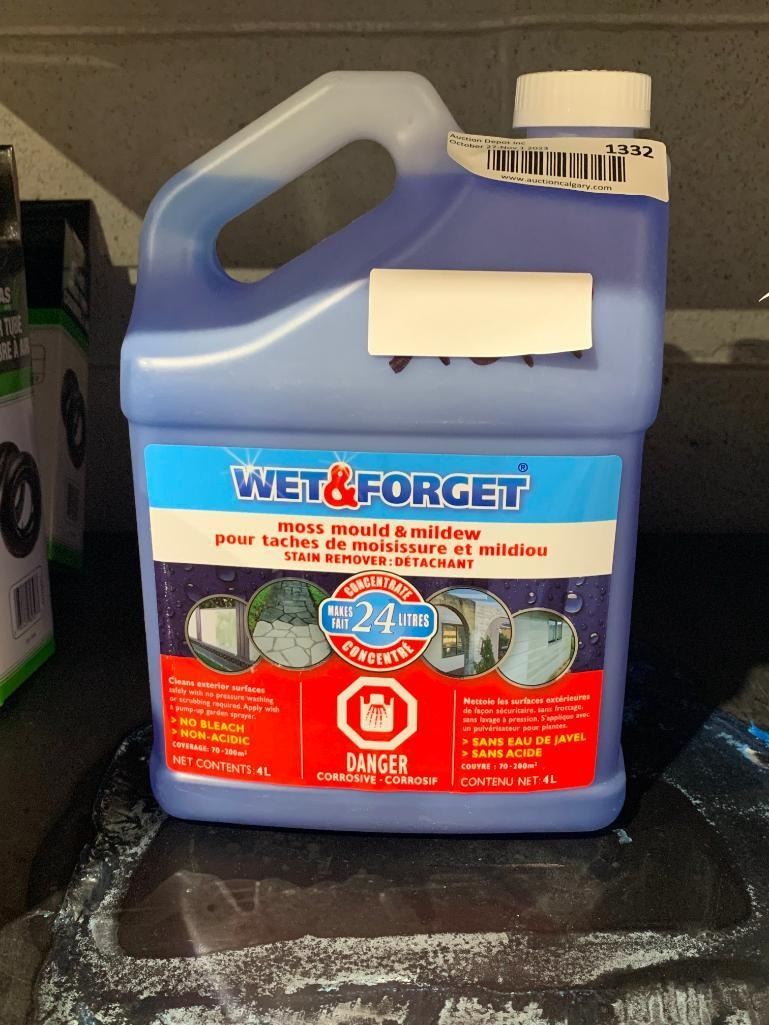 Auction Depot Inc
October 27-Nov 1 2023
1332
www.auctioncalgary.com
WET&FORGET®
moss mould & mildew
pour taches de moisissure et mildiou
STAIN REMOVER: DÉTACHANT
CONCENTRATE
MAKES
FAIT
24 LITRES
CONCENTRÉ
Cleans exterior surfaces
safely with no pressure washing
or scrubbing required. Apply with
a pump-up garden sprayer.
> NO BLEACH
> NON-ACIDIC
COVERAGE: 70-200m²
NET CONTENTS: 4L
DANGER
CORROSIVE - CORROSIF
Nettoie les surfaces extérieures
de façon sécuritaire, sans frottage,
sans lavage à pression. S'applique avec
un pulvérisateur pour plantes.
> SANS EAU DE JAVEL
> SANS ACIDE
COUVRE: 70-200m²
CONTENU NET: 4L
AS
TUBE